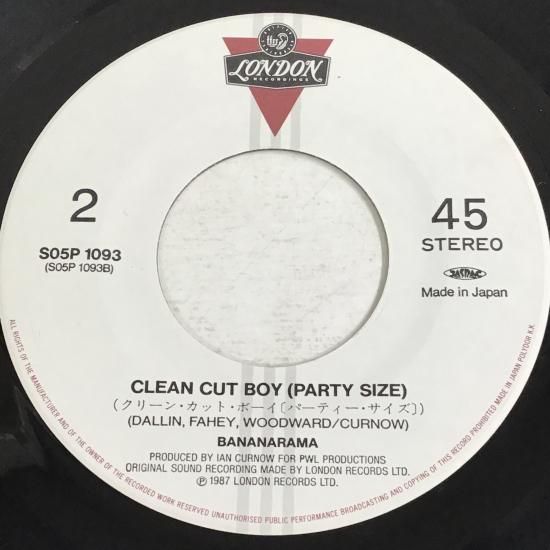 LONDON
RECORDINGS
2
45
STEREO
S05P 1093
(S05P 1093B)
JASRAC
Made in Japan
CLEAN CUT BOY (PARTY SIZE)
(クリーン・カット・ボーイ〔パーティー・サイズ〕)
(DALLIN, FAHEY, WOODWARD/CURNOW)
BANANARAMA
PRODUCED BY IAN CURNOW FOR PWL PRODUCTIONS
ORIGINAL SOUND RECORDING MADE BY LONDON RECORDS LTD.
℗ 1987 LONDON RECORDS LTD.
ALL RIGHTS OF THE MANUFACTURER AND OF THE OWNER OF THE RECORDED WORK RESERVED UNAUTHORISED PUBLIC PERFORMANCE BROADCASTING AND COPYING OF THIS RECORD PROHIBITED MADE IN JAPAN POLYDOR K.K.